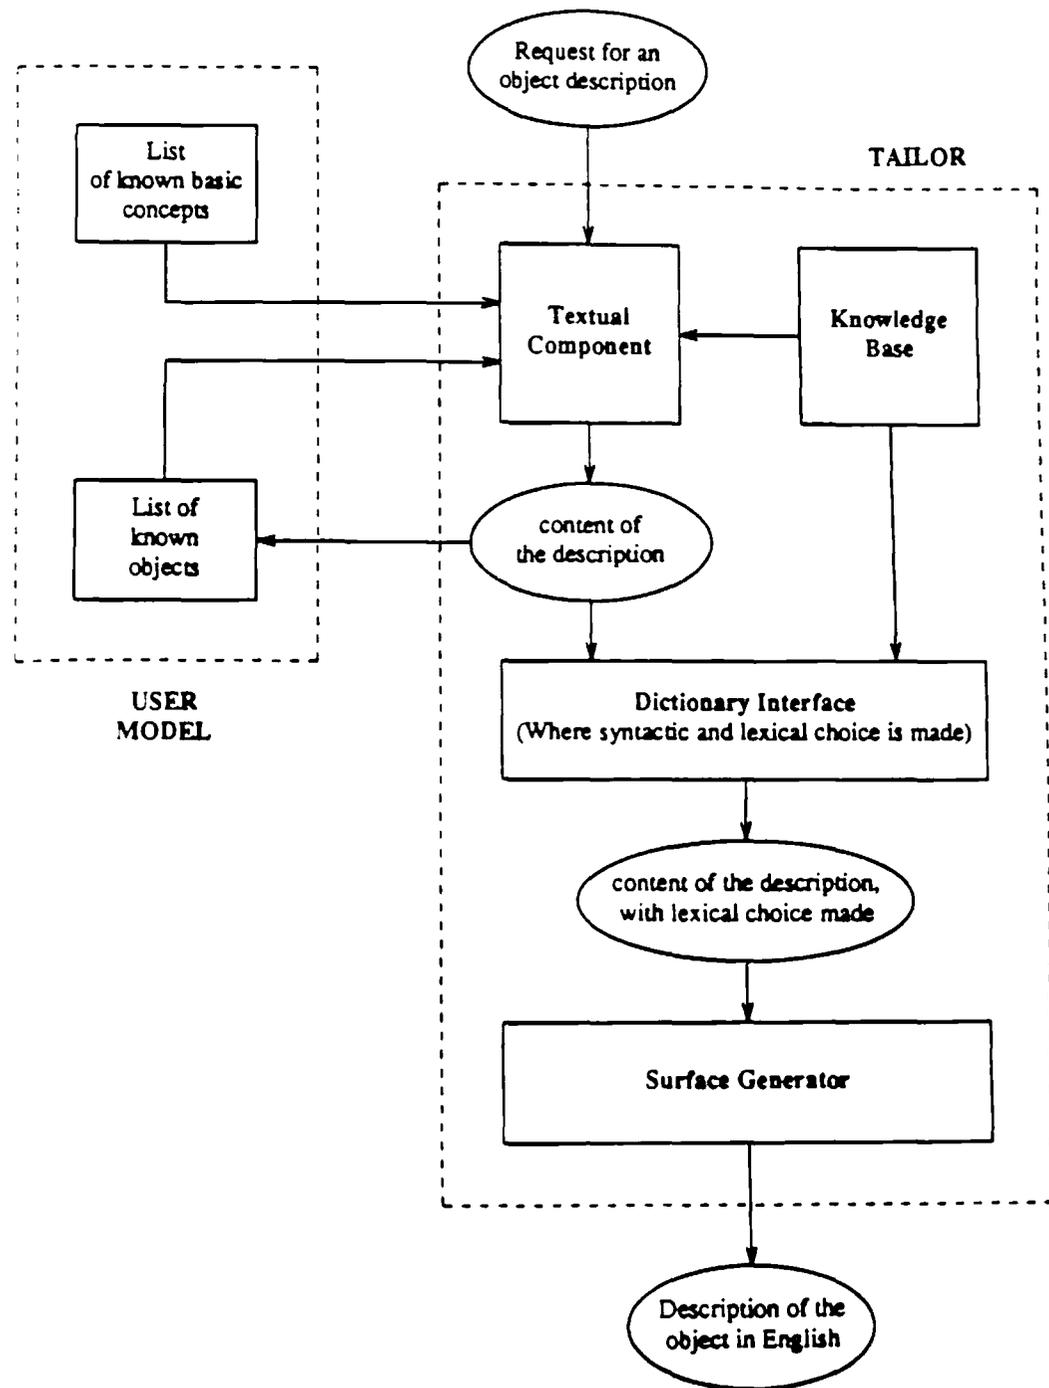 Request for an
object description
List
of known basic
concepts
TAILOR
Textual
Component
Knowledge
Base
List of
known
objects
content of
the description
USER
MODEL
Dictionary Interface
(Where syntactic and lexical choice is made)
content of the description,
with lexical choice made
Surface Generator
Description of the
object in English